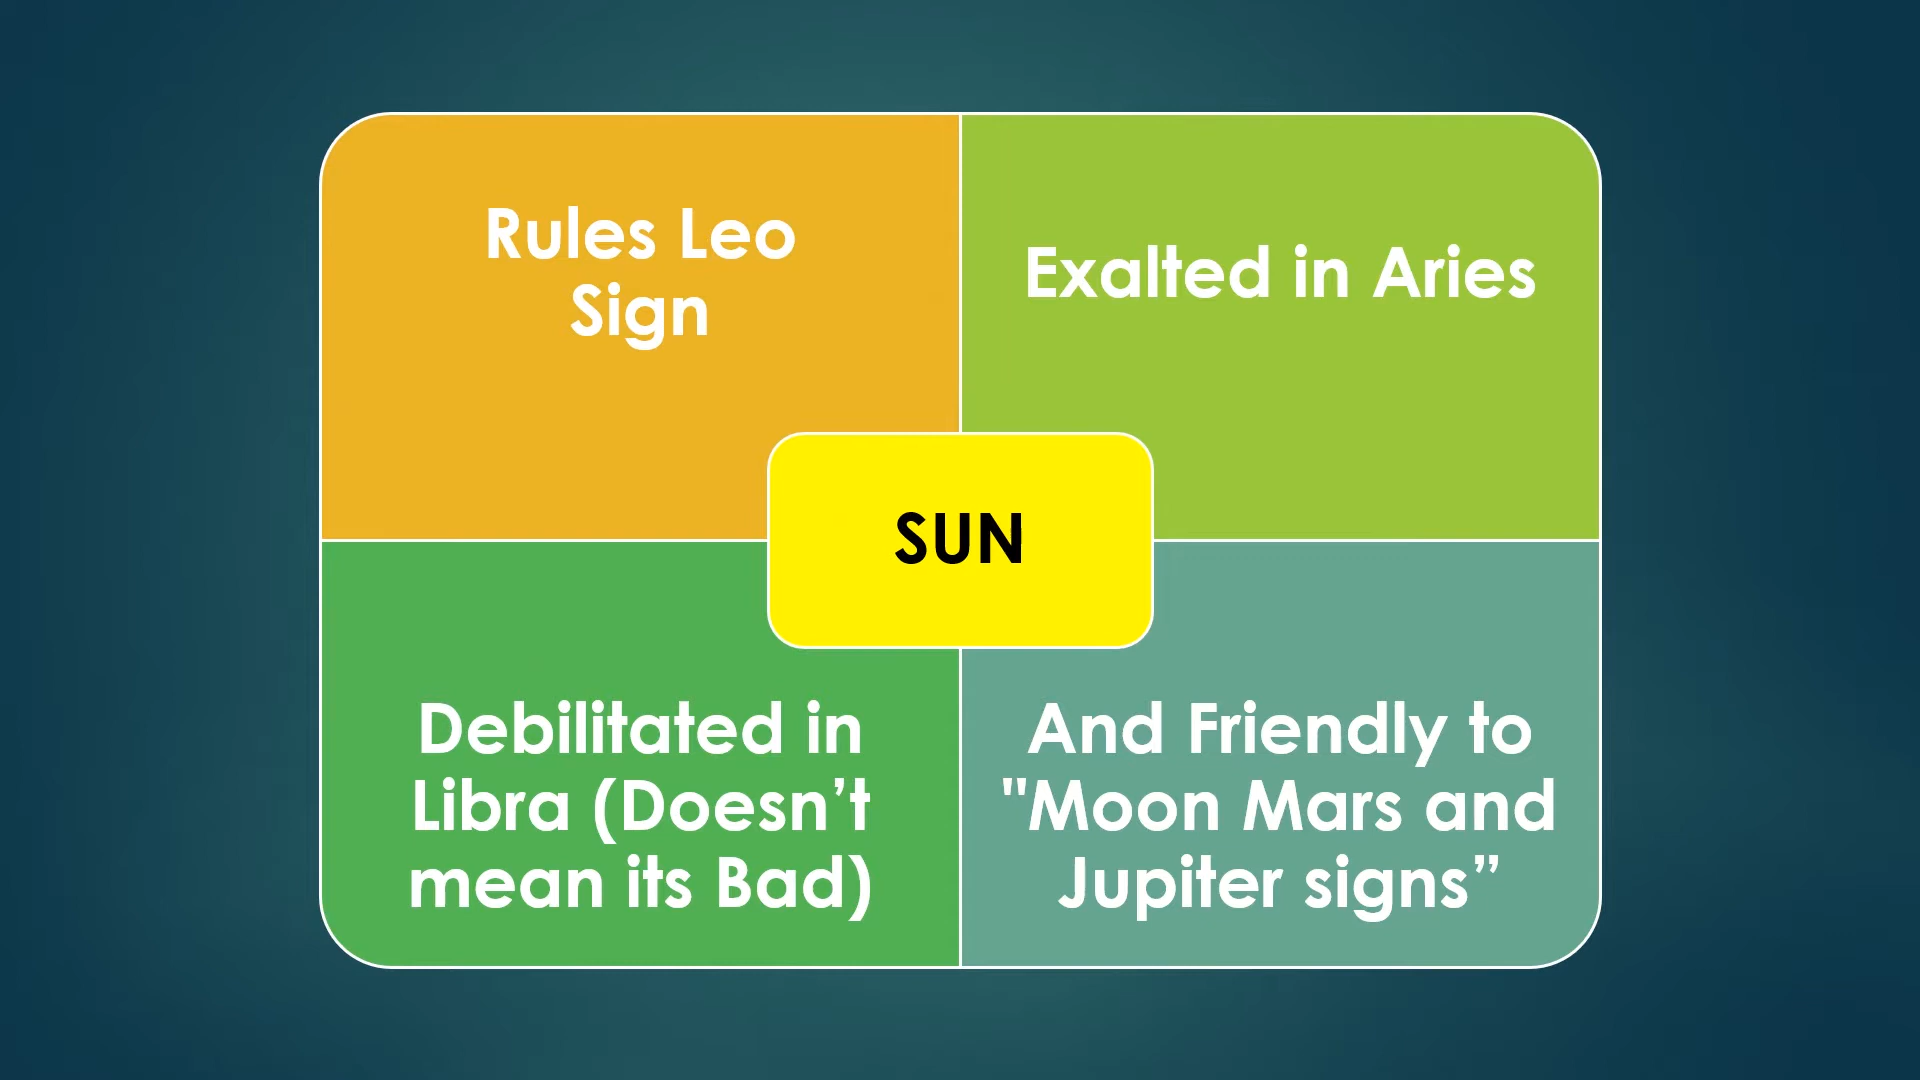 Rules Leo
Sign
Exalted in Aries
SUN
Debilitated in
Libra (Doesn’t
mean its Bad)
And Friendly to
"Moon Mars and
Jupiter signs”